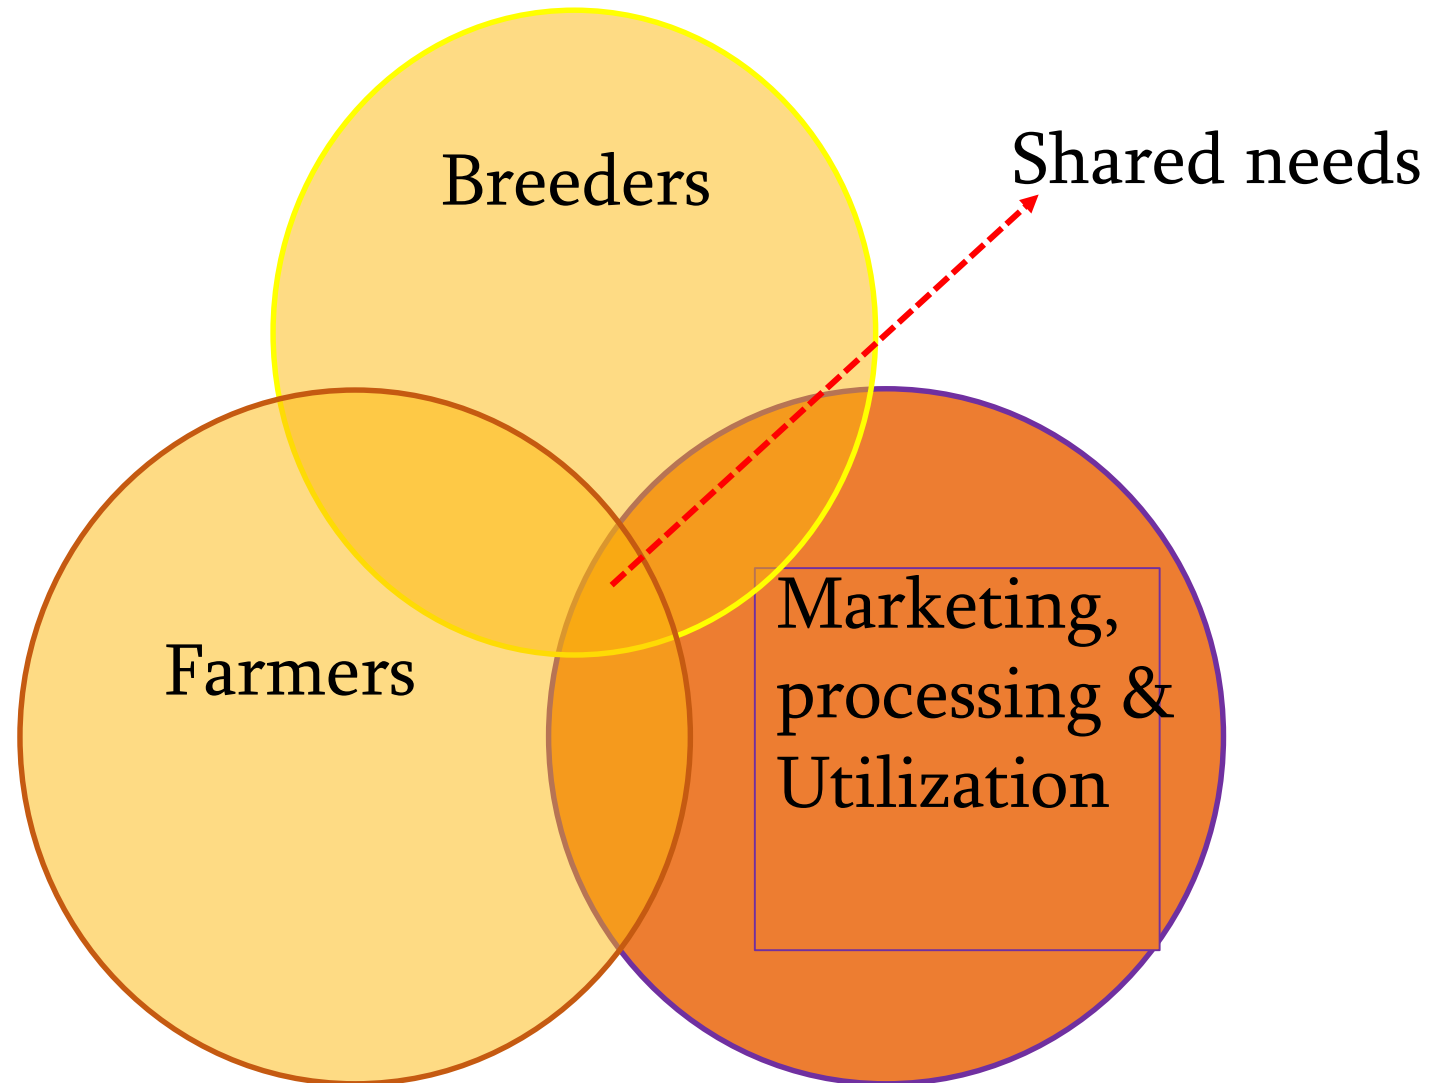 Breeders
Shared needs
Farmers
Marketing,
processing &
Utilization